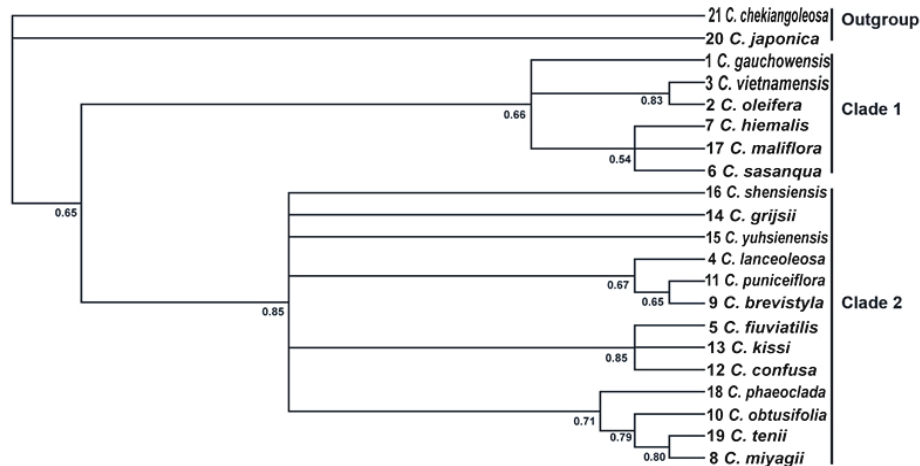 21 C. chekiangoleosa
Outgroup
20 C. japonica
1 C. gauchowensis
3 C. vietnamensis
0.83
2 C. oleifera
Clade 1
0.66
7 C. hiemalis
17 C. maliflora
0.54
6 C. sasanqua
16 C. shensiensis
0.65
14 C. grijsii
15 C. yuhsienensis
4 C. lanceoleosa
11 C. puniceiflora
0.67
0.65
9 C. brevistyla
Clade 2
0.85
5 C. fiuviatilis
13 C. kissi
0.85
12 C. confusa
18 C. phaeoclada
0.71
10 C. obtusifolia
0.79
19 C. tenii
0.80
8 C. miyagii